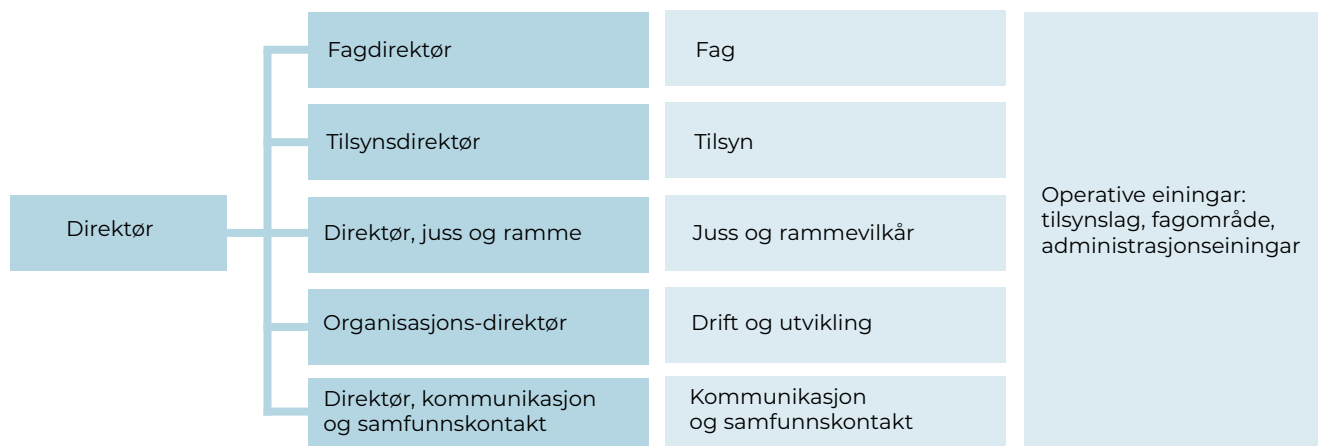 Direktør
Fagdirektør
Tilsynsdirektør
Direktør, juss og ramme
Organisasjons-direktør
Direktør, kommunikasjon
og samfunnskontakt
Fag
Tilsyn
Juss og rammevilkår
Drift og utvikling
Kommunikasjon
og samfunnskontakt
Operative einingar:
tilsynslag, fagområde,
administrasjonseiningar